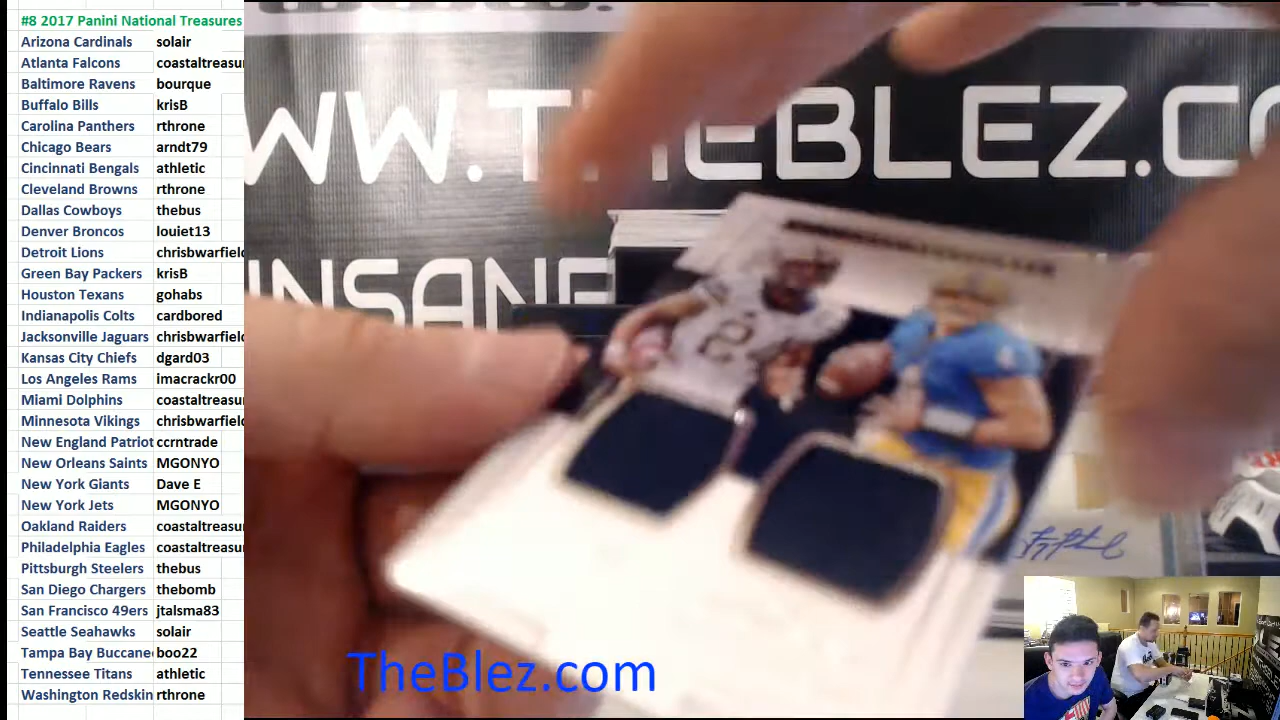 #8 2017 Panini National Treasures
Arizona Cardinals solair
Atlanta Falcons coastaltreasu
Baltimore Ravens bourque
Buffalo Bills krisB
Carolina Panthers rthrone
Chicago Bears arndt79
Cincinnati Bengals athletic
Cleveland Browns rthrone
Dallas Cowboys thebus
Denver Broncos louiet13
Detroit Lions chrisbwarfield
Green Bay Packers krisB
Houston Texans gohabs
Indianapolis Colts cardbored
Jacksonville Jaguars chrisbwarfield
Kansas City Chiefs dgard03
Los Angeles Rams imacrackr00
Miami Dolphins coastaltreasu
Minnesota Vikings chrisbwarfield
New England Patriot ccrntrade
New Orleans Saints MGONYO
New York Giants Dave E
New York Jets MGONYO
Oakland Raiders coastaltreasu
Philadelphia Eagles coastaltreasu
Pittsburgh Steelers thebus
San Diego Chargers thebomb
San Francisco 49ers jtalsma83
Seattle Seahawks solair
Tampa Bay Buccane boo22
Tennessee Titans athletic
Washington Redskin rthrone
WW.THEBLEZ.CO
INSANE
TheBlez.com